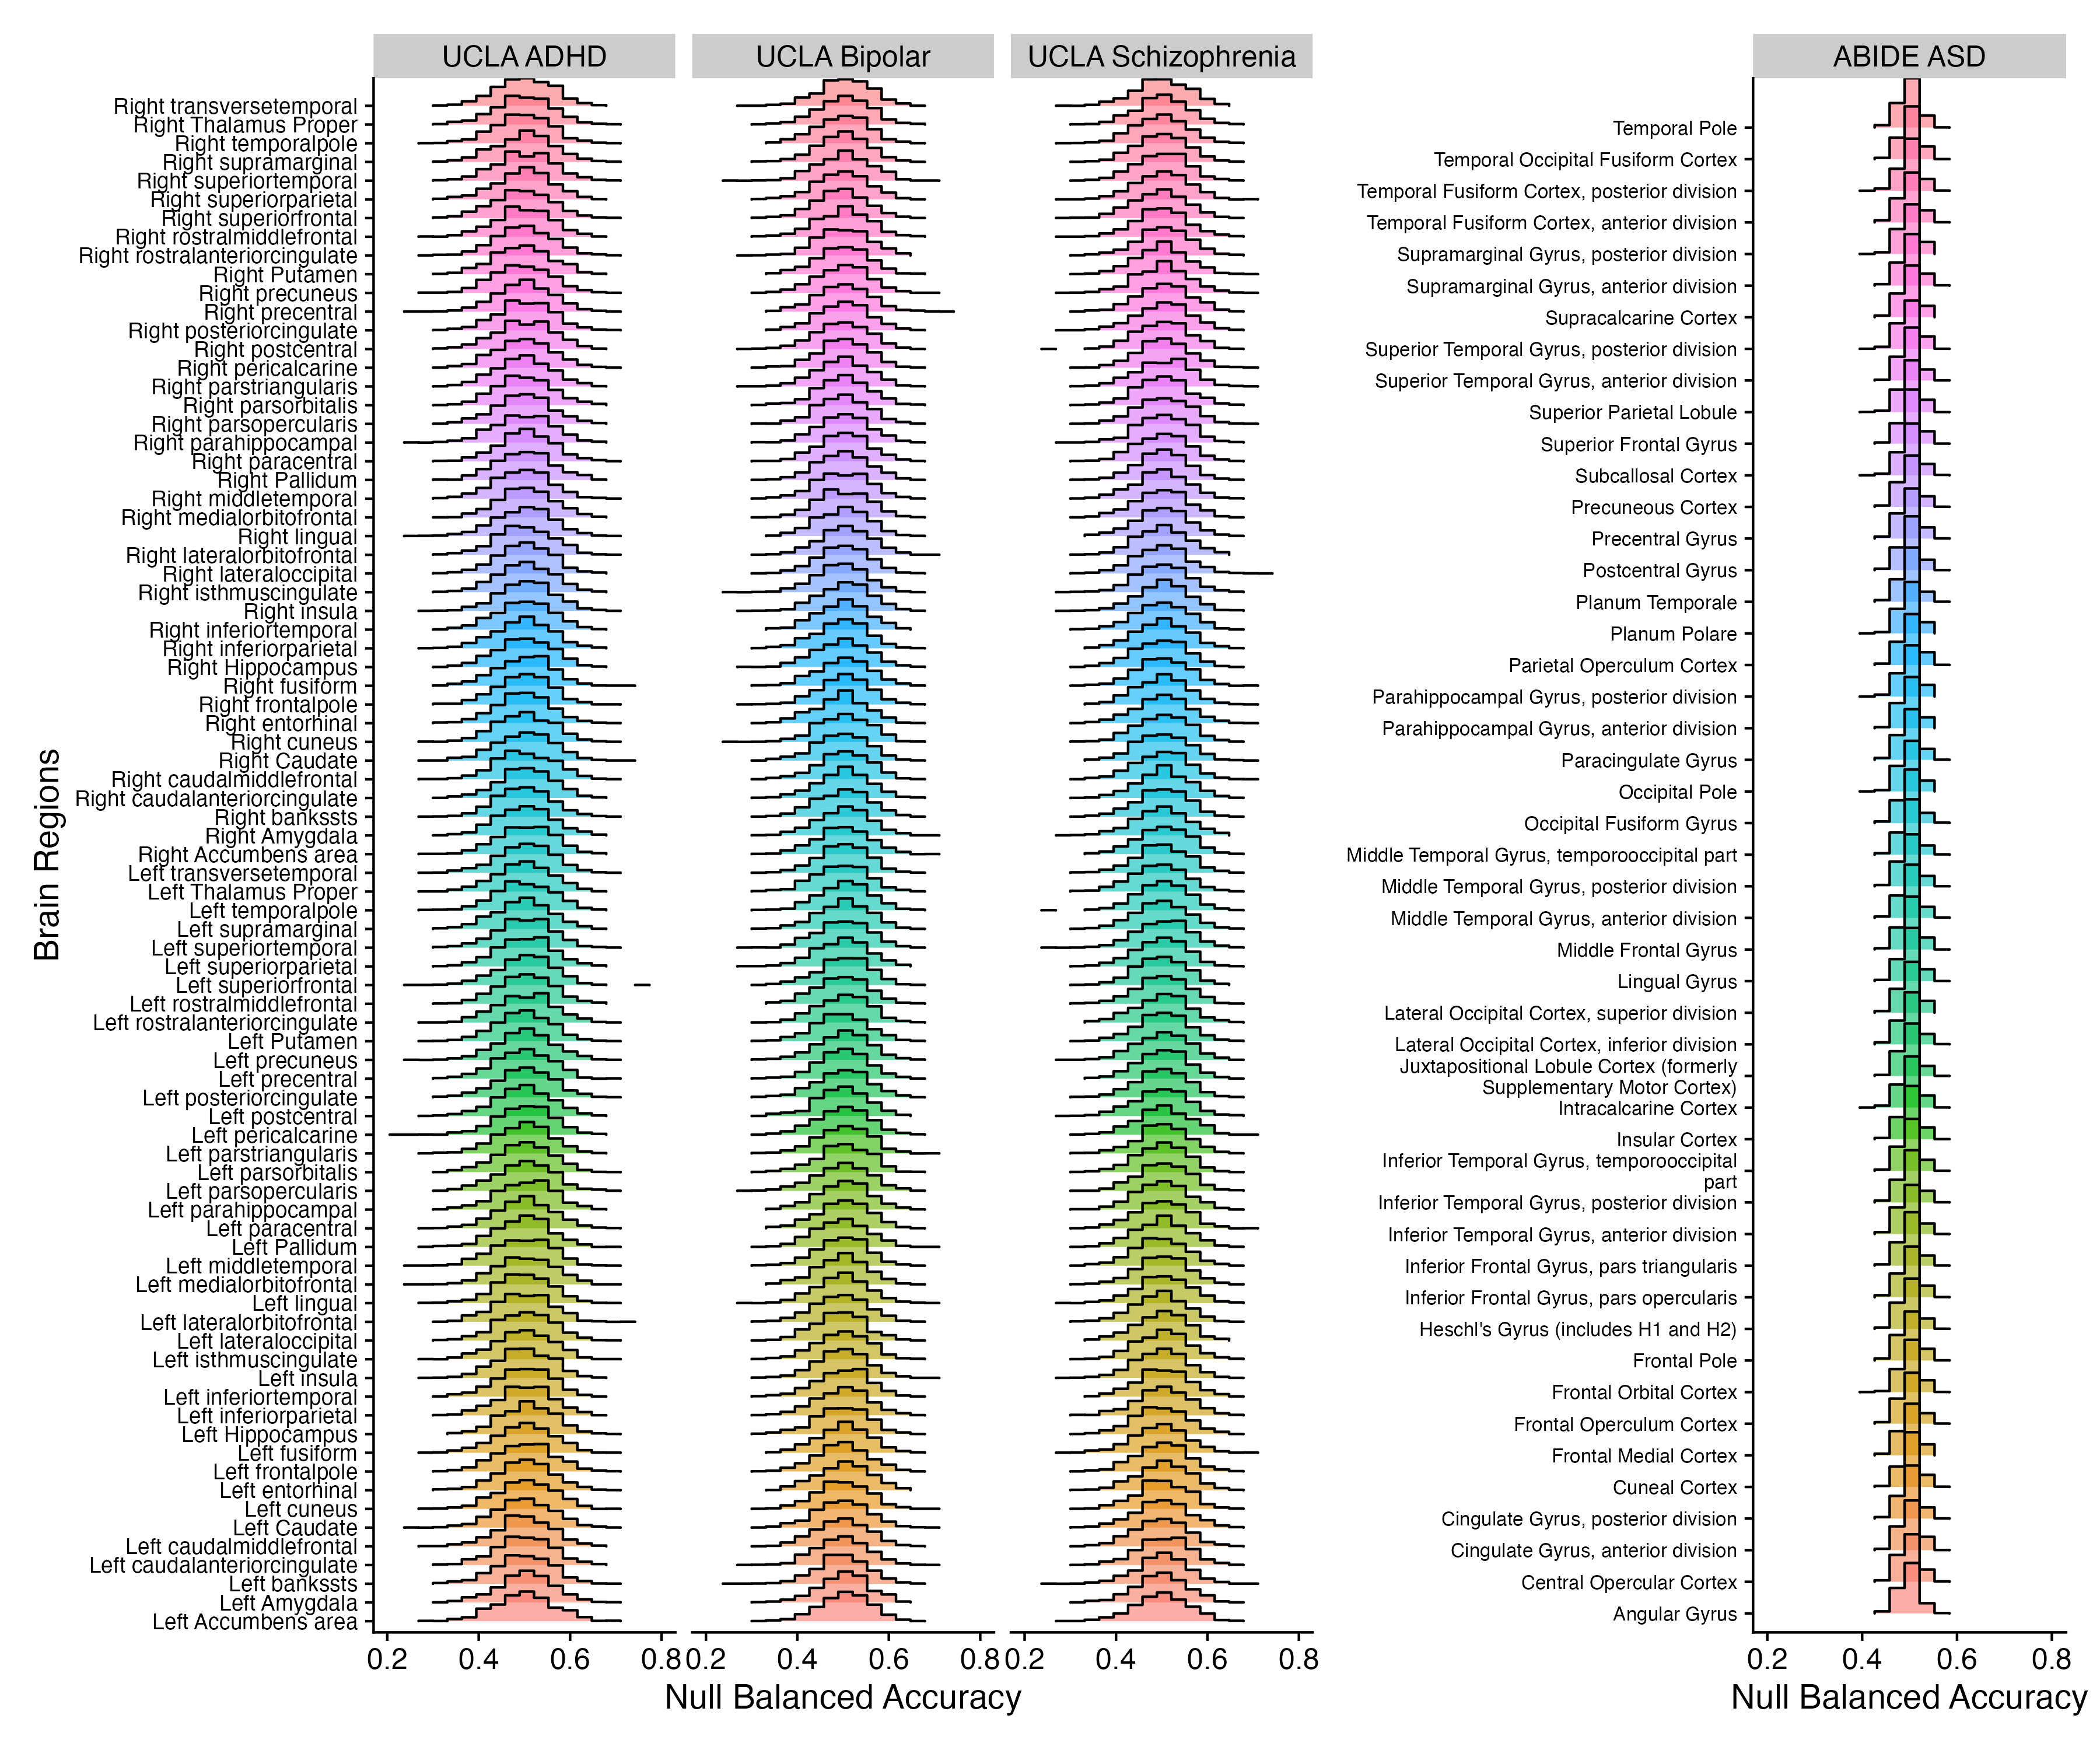 UCLA ADHD
UCLA Bipolar
UCLA Schizophrenia
ABIDE ASD
Brain Regions
Right transversetemporal
Right Thalamus Proper
Right temporalpole
Right supramarginal
Right superiortemporal
Right superiorparietal
Right superiorfrontal
Right rostralmiddlefrontal
Right rostralanteriorcingulate
Right Putamen
Right precuneus
Right precentral
Right posteriorcingulate
Right postcentral
Right pericalcarine
Right parstriangularis
Right parsorbitalis
Right parsopercularis
Right parahippocampal
Right paracentral
Right Pallidum
Right middletemporal
Right medialorbitofrontal
Right lingual
Right lateralorbitofrontal
Right lateraloccipital
Right isthmuscingulate
Right insula
Right inferiortemporal
Right inferiorparietal
Right Hippocampus
Right fusiform
Right frontalpole
Right entorhinal
Right cuneus
Right Caudate
Right caudalmiddlefrontal
Right caudalanteriorcingulate
Right bankssts
Right Amygdala
Right Accumbens area
Left transversetemporal
Left Thalamus Proper
Left temporalpole
Left supramarginal
Left superiortemporal
Left superiorparietal
Left superiorfrontal
Left rostralmiddlefrontal
Left rostralanteriorcingulate
Left Putamen
Left precuneus
Left precentral
Left posteriorcingulate
Left postcentral
Left pericalcarine
Left parstriangularis
Left parsorbitalis
Left parsopercularis
Left parahippocampal
Left paracentral
Left Pallidum
Left middletemporal
Left medialorbitofrontal
Left lingual
Left lateralorbitofrontal
Left lateraloccipital
Left isthmuscingulate
Left insula
Left inferiortemporal
Left inferiorparietal
Left Hippocampus
Left fusiform
Left frontalpole
Left entorhinal
Left cuneus
Left Caudate
Left caudalmiddlefrontal
Left caudalanteriorcingulate
Left bankssts
Left Amygdala
Left Accumbens area
0.2 0.4 0.6 0.8
0.2 0.4 0.6 0.8
0.2 0.4 0.6 0.8
Null Balanced Accuracy
Temporal Pole
Temporal Occipital Fusiform Cortex
Temporal Fusiform Cortex, posterior division
Temporal Fusiform Cortex, anterior division
Supramarginal Gyrus, posterior division
Supramarginal Gyrus, anterior division
Supracalcarine Cortex
Superior Temporal Gyrus, posterior division
Superior Temporal Gyrus, anterior division
Superior Parietal Lobule
Superior Frontal Gyrus
Subcallosal Cortex
Precuneous Cortex
Precentral Gyrus
Postcentral Gyrus
Planum Temporale
Planum Polare
Parietal Operculum Cortex
Parahippocampal Gyrus, posterior division
Parahippocampal Gyrus, anterior division
Paracingulate Gyrus
Occipital Pole
Occipital Fusiform Gyrus
Middle Temporal Gyrus, temporooccipital part
Middle Temporal Gyrus, posterior division
Middle Temporal Gyrus, anterior division
Middle Frontal Gyrus
Lingual Gyrus
Lateral Occipital Cortex, superior division
Lateral Occipital Cortex, inferior division
Juxtapositional Lobule Cortex (formerly
Supplementary Motor Cortex)
Intracalcarine Cortex
Insular Cortex
Inferior Temporal Gyrus, temporooccipital
part
Inferior Temporal Gyrus, posterior division
Inferior Temporal Gyrus, anterior division
Inferior Frontal Gyrus, pars triangularis
Inferior Frontal Gyrus, pars opercularis
Heschl's Gyrus (includes H1 and H2)
Frontal Pole
Frontal Orbital Cortex
Frontal Operculum Cortex
Frontal Medial Cortex
Cuneal Cortex
Cingulate Gyrus, posterior division
Cingulate Gyrus, anterior division
Central Opercular Cortex
Angular Gyrus
0.2 0.4 0.6 0.8
Null Balanced Accuracy